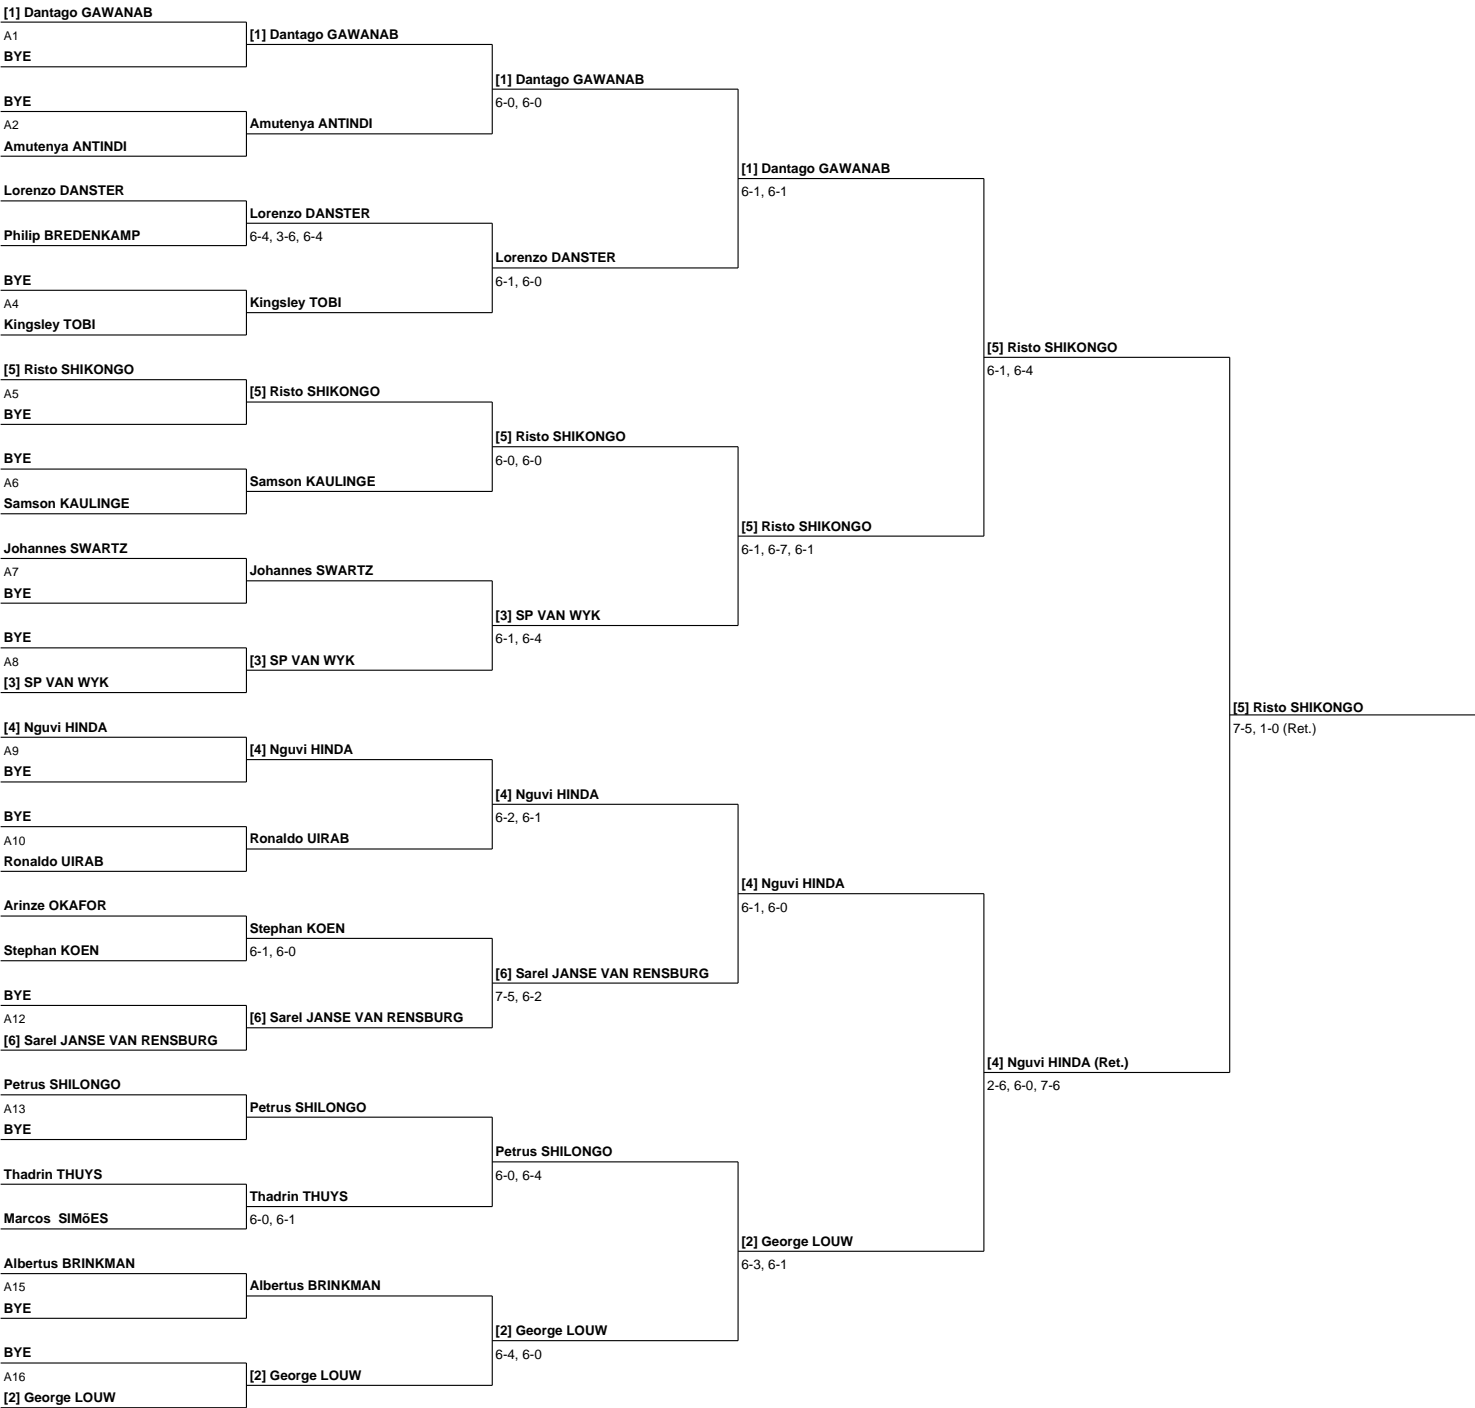 [1] Dantago GAWANAB
A1
BYE
BYE
A2
Amutenya ANTINDI
Lorenzo DANSTER
Philip BREDENKAMP
BYE
A4
Kingsley TOBI
[5] Risto SHIKONGO
A5
BYE
BYE
A6
Samson KAULINGE
Johannes SWARTZ
A7
BYE
BYE
A8
[3] SP VAN WYK
[4] Nguvi HINDA
A9
BYE
BYE
A10
Ronaldo UIRAB
Arinze OKAFOR
Stephan KOEN
BYE
A12
[6] Sarel JANSE VAN RENSBURG
Petrus SHILONGO
A13
BYE
Thadrin THUYS
Marcos  SIMõES
Albertus BRINKMAN
A15
BYE
BYE
A16
[2] George LOUW
[1] Dantago GAWANAB
Amutenya ANTINDI
Lorenzo DANSTER
6-4, 3-6, 6-4
Kingsley TOBI
[5] Risto SHIKONGO
Samson KAULINGE
Johannes SWARTZ
[3] SP VAN WYK
[4] Nguvi HINDA
Ronaldo UIRAB
Stephan KOEN
6-1, 6-0
[6] Sarel JANSE VAN RENSBURG
Petrus SHILONGO
Thadrin THUYS
6-0, 6-1
Albertus BRINKMAN
[2] George LOUW
[1] Dantago GAWANAB
6-0, 6-0
Lorenzo DANSTER
6-1, 6-0
[5] Risto SHIKONGO
6-0, 6-0
[3] SP VAN WYK
6-1, 6-4
[4] Nguvi HINDA
6-2, 6-1
[6] Sarel JANSE VAN RENSBURG
7-5, 6-2
Petrus SHILONGO
6-0, 6-4
[2] George LOUW
6-4, 6-0
[1] Dantago GAWANAB
6-1, 6-1
[5] Risto SHIKONGO
6-1, 6-7, 6-1
[4] Nguvi HINDA
6-1, 6-0
[2] George LOUW
6-3, 6-1
[5] Risto SHIKONGO
6-1, 6-4
[4] Nguvi HINDA (Ret.)
2-6, 6-0, 7-6
[5] Risto SHIKONGO
7-5, 1-0 (Ret.)